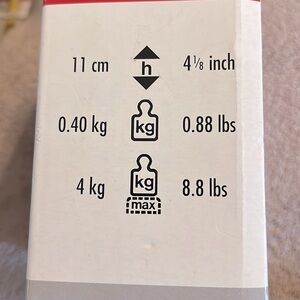 11 cm h 4⅛ inch
0.40 kg kg 0.88 lbs
4 kg kg 8.8 lbs
max